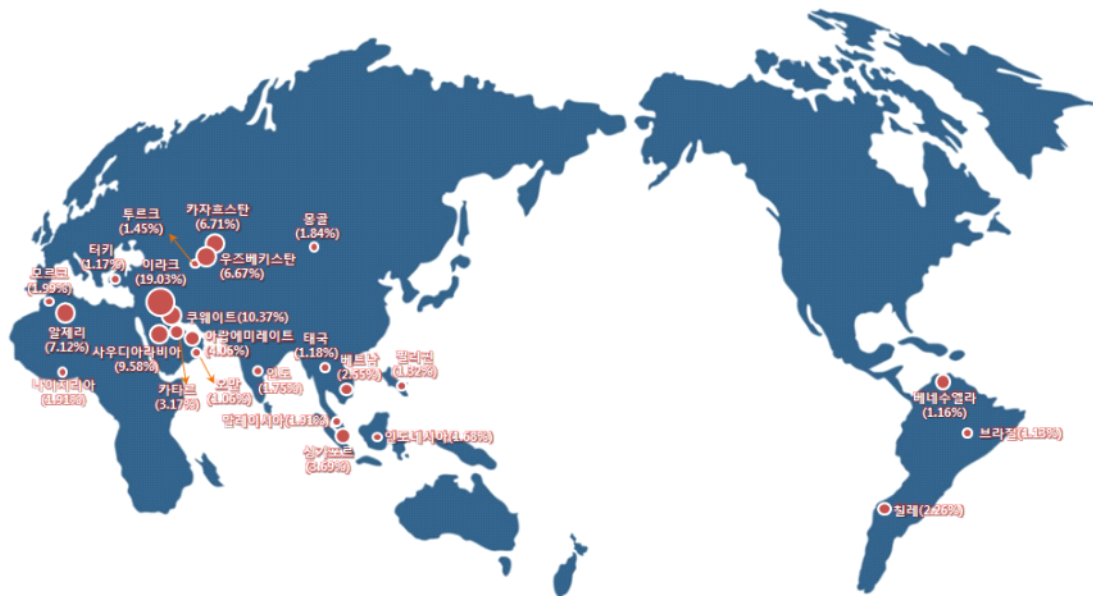 투르크
(1.45%)
카자흐스탄
(6.71%)
몽골
(1.84%)
터키
(1.17%)
이라크
(19.03%)
우즈베키스탄
(6.67%)
모르크
(1.99%)
쿠웨이트(10.37%)
알제리
(7.12%)
사우디아라비아
(9.58%)
아랍에미레이트
(4.06%)
태국
(1.18%)
베트남
(2.55%)
필리핀
(1.32%)
인도
(1.75%)
나이지리아
(1.91%)
카타르
(3.17%)
오만
(1.06%)
말레이시아(1.91%)
인도네시아(1.68%)
싱가포르
(3.69%)
베네수엘라
(1.16%)
브라질(1.13%)
칠레(2.26%)